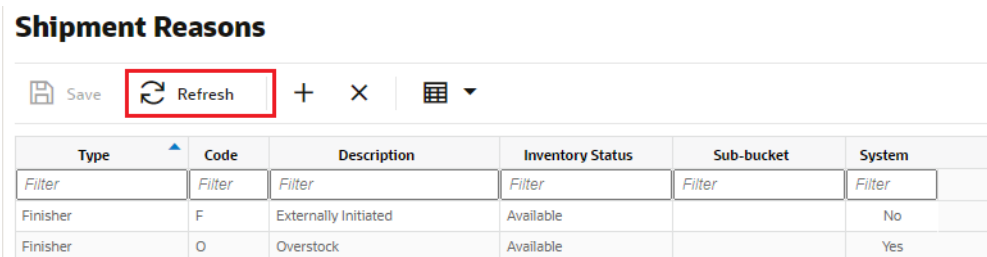 Shipment Reasons
Save Refresh
Type Code Description Inventory Status Sub-bucket System
Filter Filter Filter Filter Filter Filter
Finisher F Externally Initiated Available No
Finisher O Overstock Available Yes